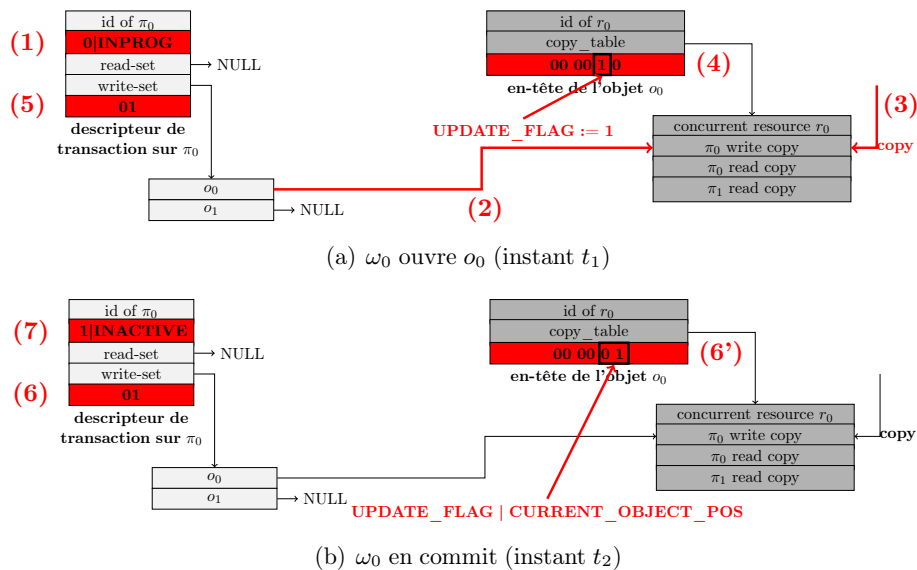 id of π₀
(1)
0|INPROG
read-set
NULL
write-set
(5)
01
descripteur de
transaction sur π₀
o₀
o₁
NULL
(2)
id of r₀
copy_table
00 00 1 0
(4)
en-tête de l'objet o₀
UPDATE_FLAG := 1
(3)
concurrent resource r₀
π₀ write copy
copy
π₀ read copy
π₁ read copy
(a) ω₀ ouvre o₀ (instant t₁)
id of π₀
(7)
1|INACTIVE
read-set
NULL
write-set
(6)
01
descripteur de
transaction sur π₀
o₀
o₁
NULL
id of r₀
copy_table
00 00 0 1
(6')
en-tête de l'objet o₀
UPDATE_FLAG | CURRENT_OBJECT_POS
concurrent resource r₀
π₀ write copy
copy
π₀ read copy
π₁ read copy
(b) ω₀ en commit (instant t₂)